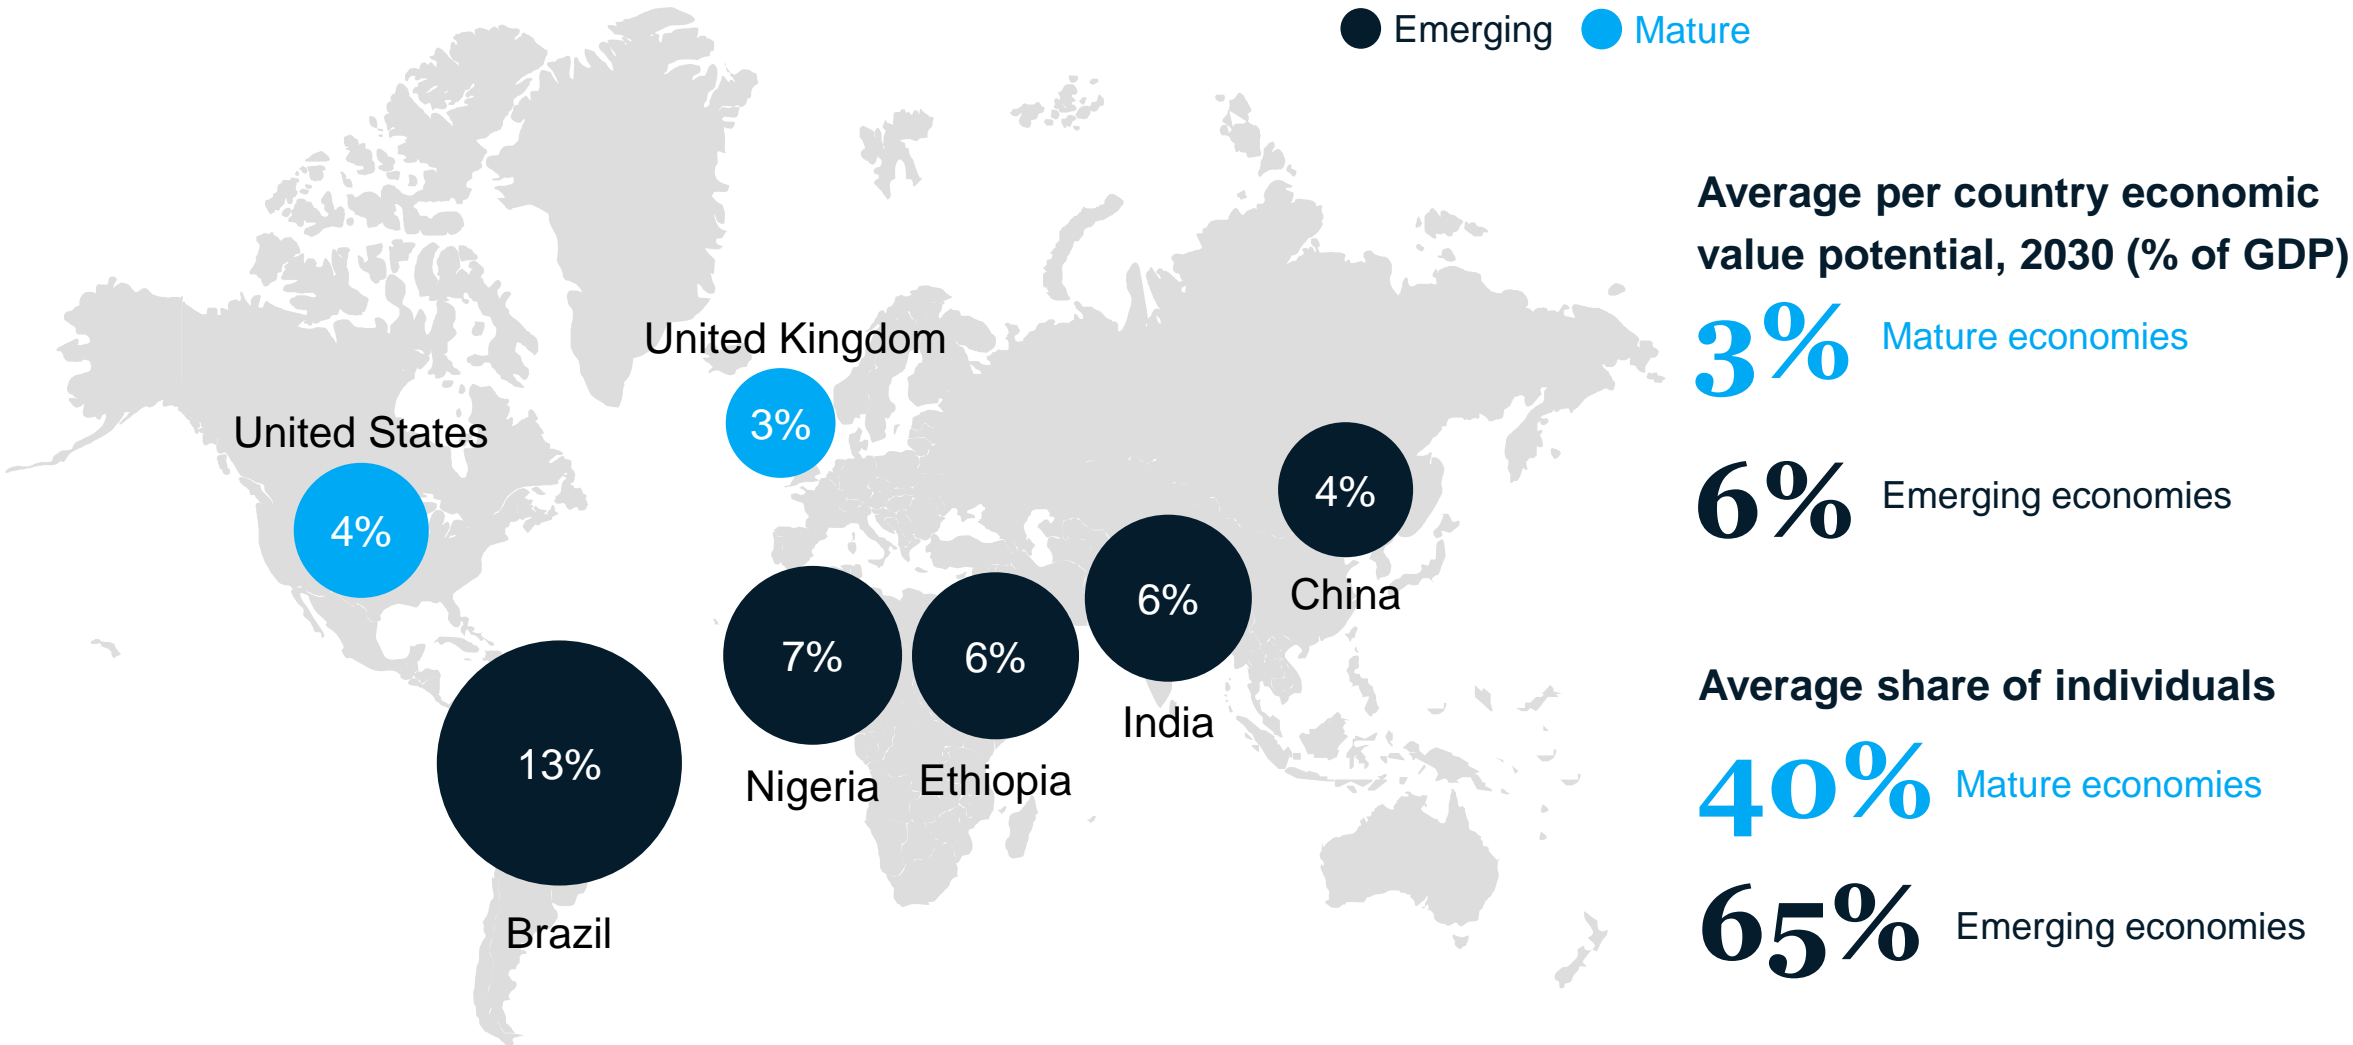 Emerging
Mature
Average per country economic
value potential, 2030 (% of GDP)
3%
Mature economies
6%
Emerging economies
Average share of individuals
40%
Mature economies
65%
Emerging economies
United Kingdom
3%
United States
4%
4%
China
6%
India
7%
Nigeria
6%
Ethiopia
13%
Brazil